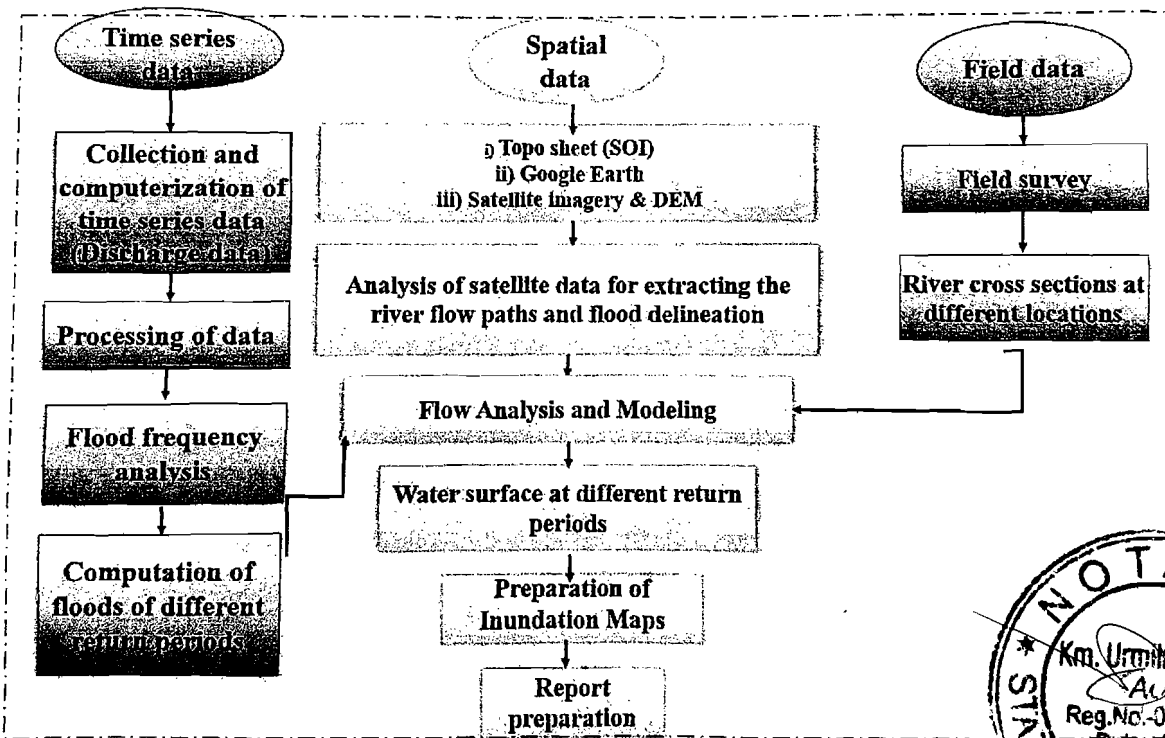 Time series
data
Collection and
computerization of
time series data
(Discharge data)
Processing of data
Flood frequency
analysis
Computation of
floods of different
return periods
Spatial
data
i) Topo sheet (SOI)
ii) Google Earth
iii) Satellite imagery & DEM
Analysis of satellite data for extracting the
river flow paths and flood delineation
Flow Analysis and Modeling
Water surface at different return
periods
Preparation of
Inundation Maps
Report
preparation
Field data
Field survey
River cross sections at
different locations
Km.
Reg.No.-0